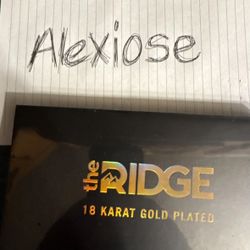 Alexiose
the RIDGE
18 KARAT GOLD PLATED